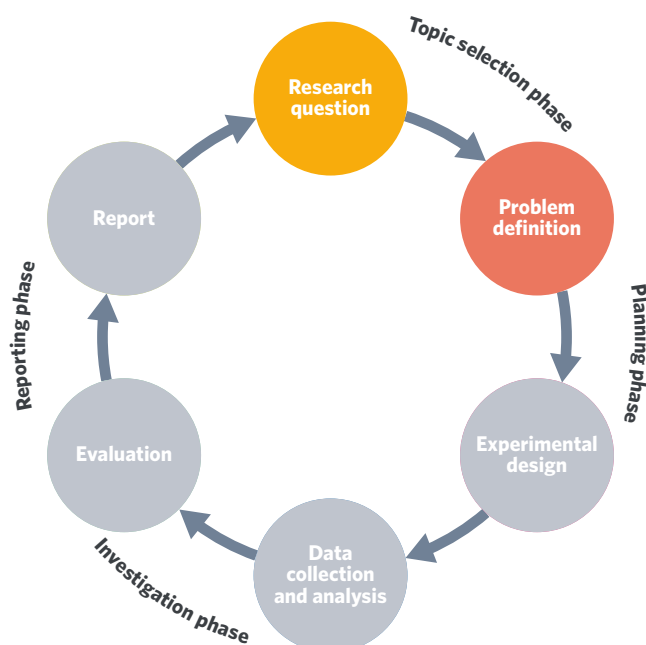 Topic selection phase
Research
question
Problem
definition
Planning phase
Experimental
design
Data
collection
and analysis
Investigation phase
Evaluation
Reporting phase
Report